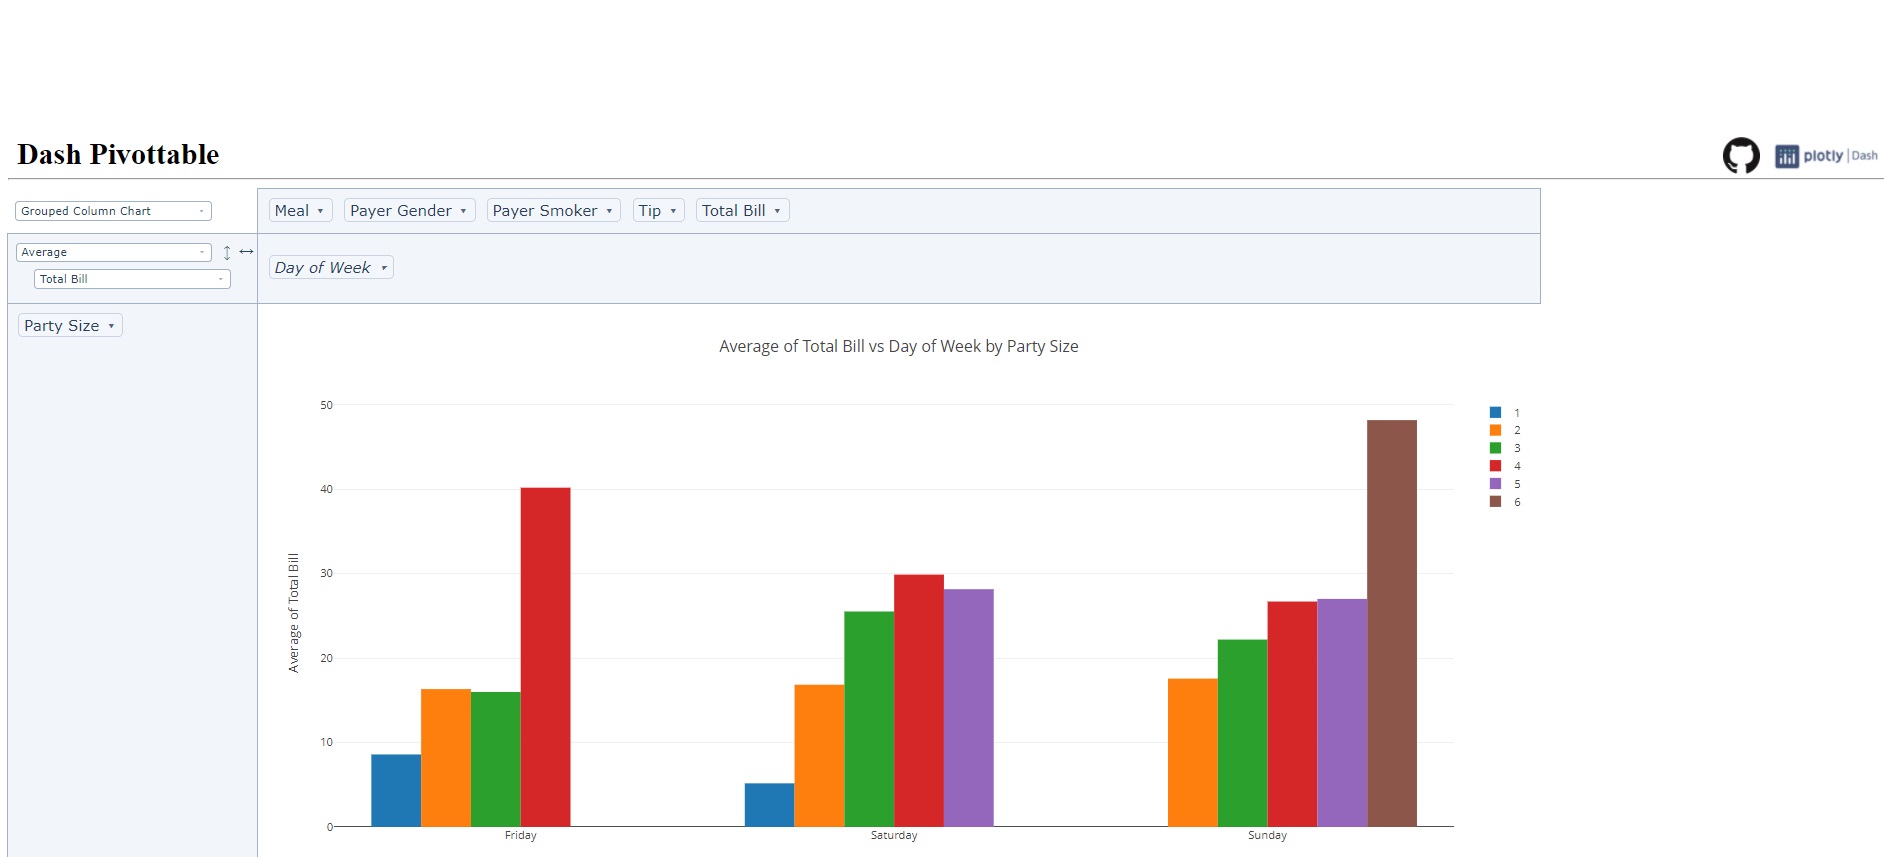 Dash Pivottable
plotly | Dash
Grouped Column Chart
Meal Payer Gender Payer Smoker Tip Total Bill
Average
Total Bill
Day of Week
Party Size
Average of Total Bill vs Day of Week by Party Size
50
40
30
20
10
0
Average of Total Bill
Friday Saturday Sunday
1
2
3
4
5
6